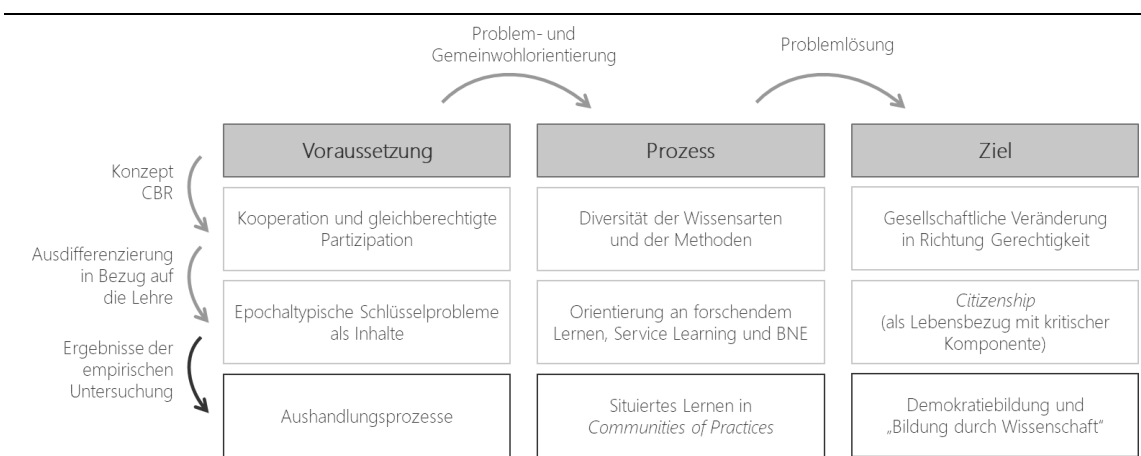 Problem- und
Gemeinwohlorientierung
Problemlösung
Voraussetzung
Prozess
Ziel
Konzept
CBR
Kooperation und gleichberechtigte
Partizipation
Diversität der Wissensarten
und der Methoden
Gesellschaftliche Veränderung
in Richtung Gerechtigkeit
Ausdifferenzierung
in Bezug auf
die Lehre
Epochaltypische Schlüsselprobleme
als Inhalte
Orientierung an forschendem
Lernen, Service Learning und BNE
Citizenship
(als Lebensbezug mit kritischer
Komponente)
Ergebnisse der
empirischen
Untersuchung
Aushandlungsprozesse
Situiertes Lernen in
Communities of Practices
Demokratiebildung und
„Bildung durch Wissenschaft“